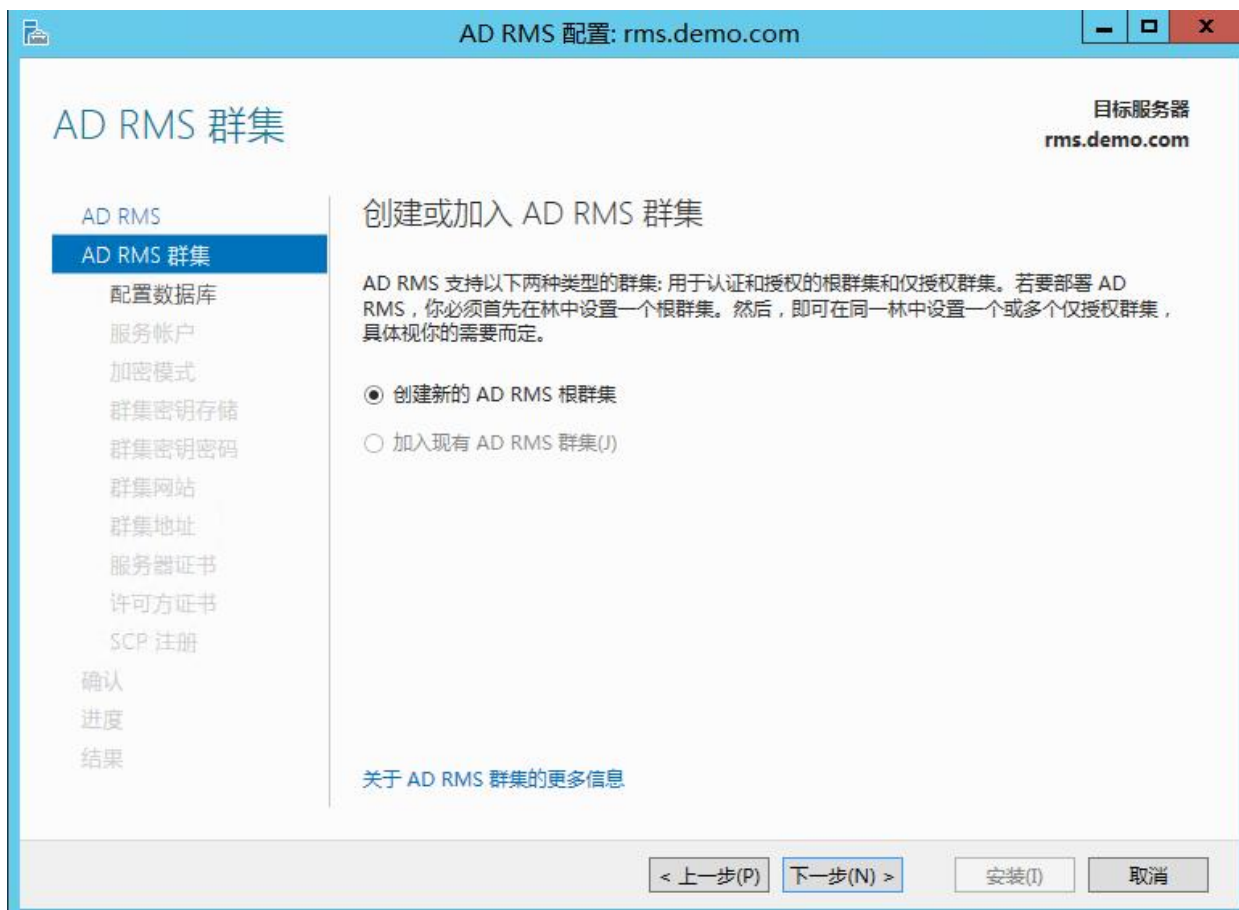 AD RMS 配置: rms.demo.com
AD RMS 群集
目标服务器
rms.demo.com
AD RMS
AD RMS 群集
配置数据库
服务帐户
加密模式
群集密钥存储
群集密钥密码
群集网站
群集地址
服务器证书
许可方证书
SCP 注册
确认
进度
结果
创建或加入 AD RMS 群集
AD RMS 支持以下两种类型的群集: 用于认证和授权的根群集和仅授权群集。若要部署 AD
RMS，你必须首先在林中设置一个根群集。然后，即可在同一林中设置一个或多个仅授权群集，
具体视你的需要而定。
创建新的 AD RMS 根群集
加入现有 AD RMS 群集(J)
关于 AD RMS 群集的更多信息
< 上一步(P) 下一步(N) > 安装(I) 取消